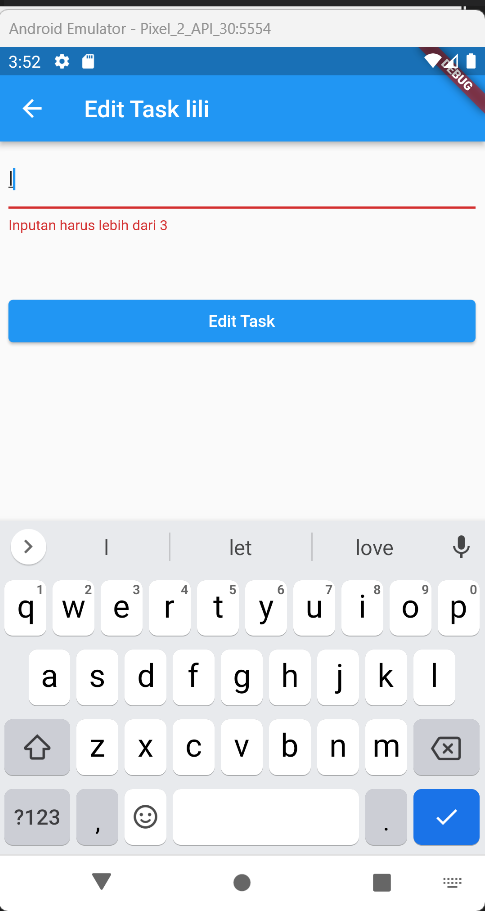 Android Emulator - Pixel_2_API_30:5554
3:52
DEBUG
Edit Task lili
l
Inputan harus lebih dari 3
Edit Task
l let love
1 2 3 4 5 6 7 8 9 0
q w e r t y u i o p
a s d f g h j k l
z x c v b n m
?123 , .